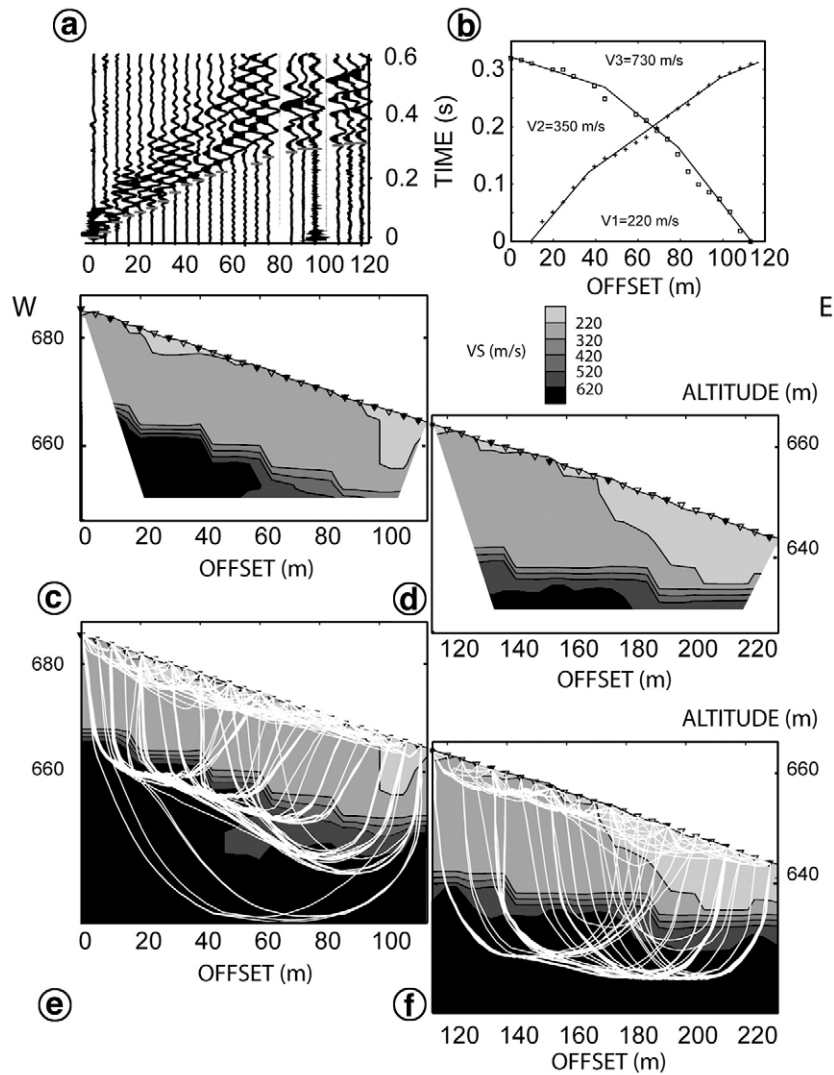 a
0.6
0.4
0.2
0
0 20 40 60 80 100 120
b
TIME (s)
0.3
0.2
0.1
0
V3=730 m/s
V2=350 m/s
V1=220 m/s
0 20 40 60 80 100 120
OFFSET (m)
W
E
680
660
0 20 40 60 80 100
OFFSET (m)
VS (m/s)
220
320
420
520
620
ALTITUDE (m)
660
640
120 140 160 180 200 220
OFFSET (m)
c
d
680
660
0 20 40 60 80 100
OFFSET (m)
ALTITUDE (m)
660
640
120 140 160 180 200 220
OFFSET (m)
e
f